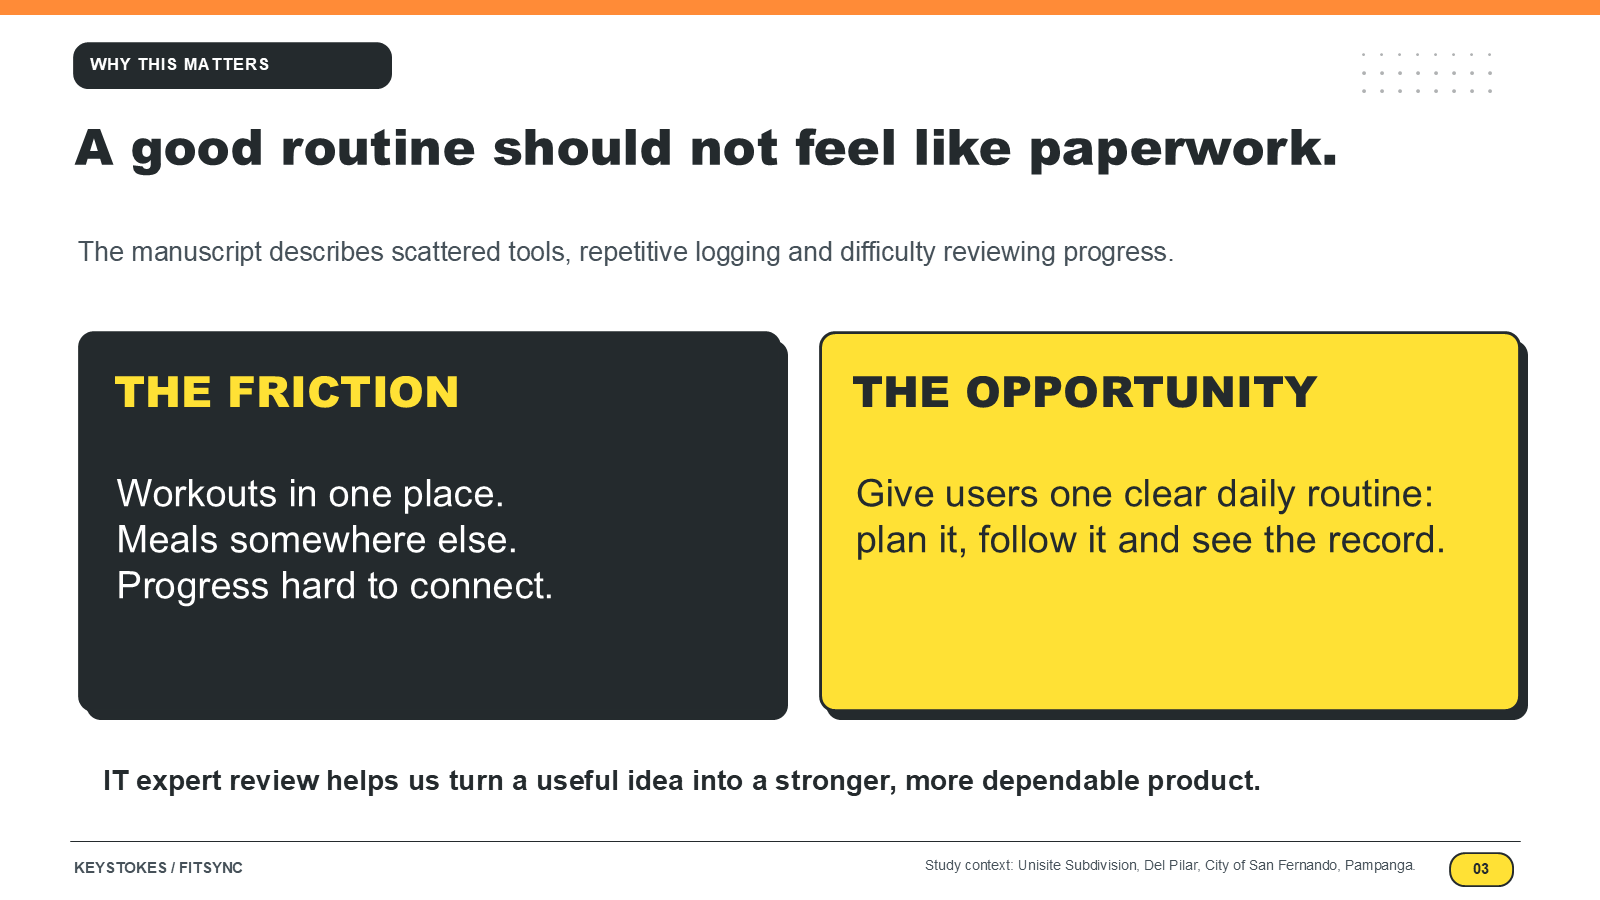 WHY THIS MATTERS
A good routine should not feel like paperwork.
The manuscript describes scattered tools, repetitive logging and difficulty reviewing progress.
THE FRICTION
Workouts in one place.
Meals somewhere else.
Progress hard to connect.
THE OPPORTUNITY
Give users one clear daily routine:
plan it, follow it and see the record.
IT expert review helps us turn a useful idea into a stronger, more dependable product.
KEYSTOKES / FITSYNC
Study context: Unisite Subdivision, Del Pilar, City of San Fernando, Pampanga.
03